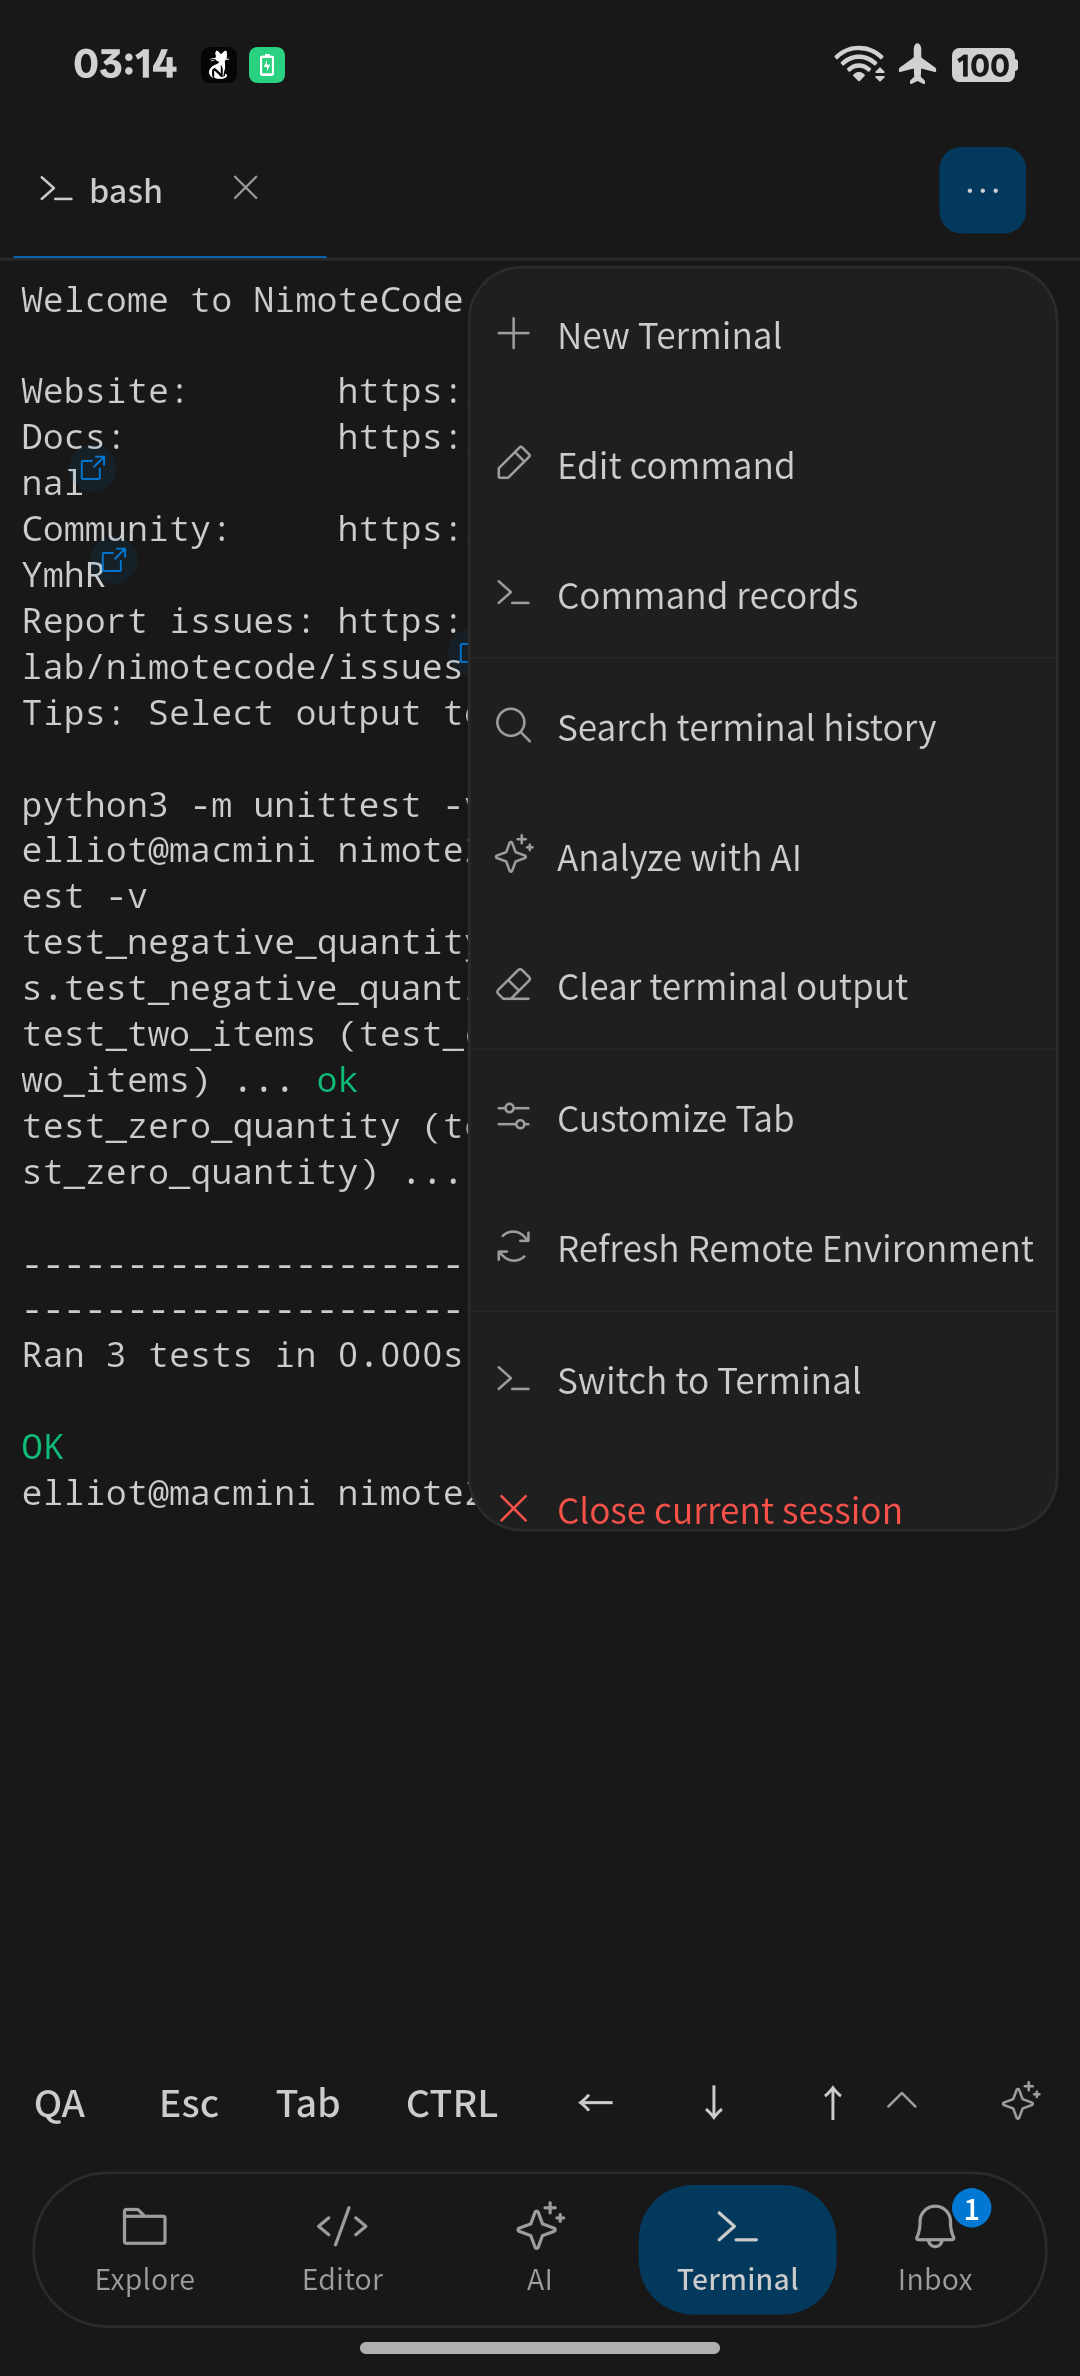 03:14
100
bash
...
Welcome to NimoteCode
Website: https:
Docs: https:
nal
Community: https:
YmhR
Report issues: https:
lab/nimotecode/issues
Tips: Select output
python3 -m unittest
elliot@macmini
est -v
test_negative_quantity
s.test_negative_quant
test_two_items (test_
wo_items) ... ok
test_zero_quantity
st_zero_quantity) ...
------------------------------------------
Ran 3 tests in 0.000s
OK
elliot@macmini
New Terminal
Edit command
Command records
Search terminal history
Analyze with AI
Clear terminal output
Customize Tab
Refresh Remote Environment
Switch to Terminal
Close current session
QA Esc Tab CTRL ← ↓ ↑
1
Explore Editor AI Terminal Inbox